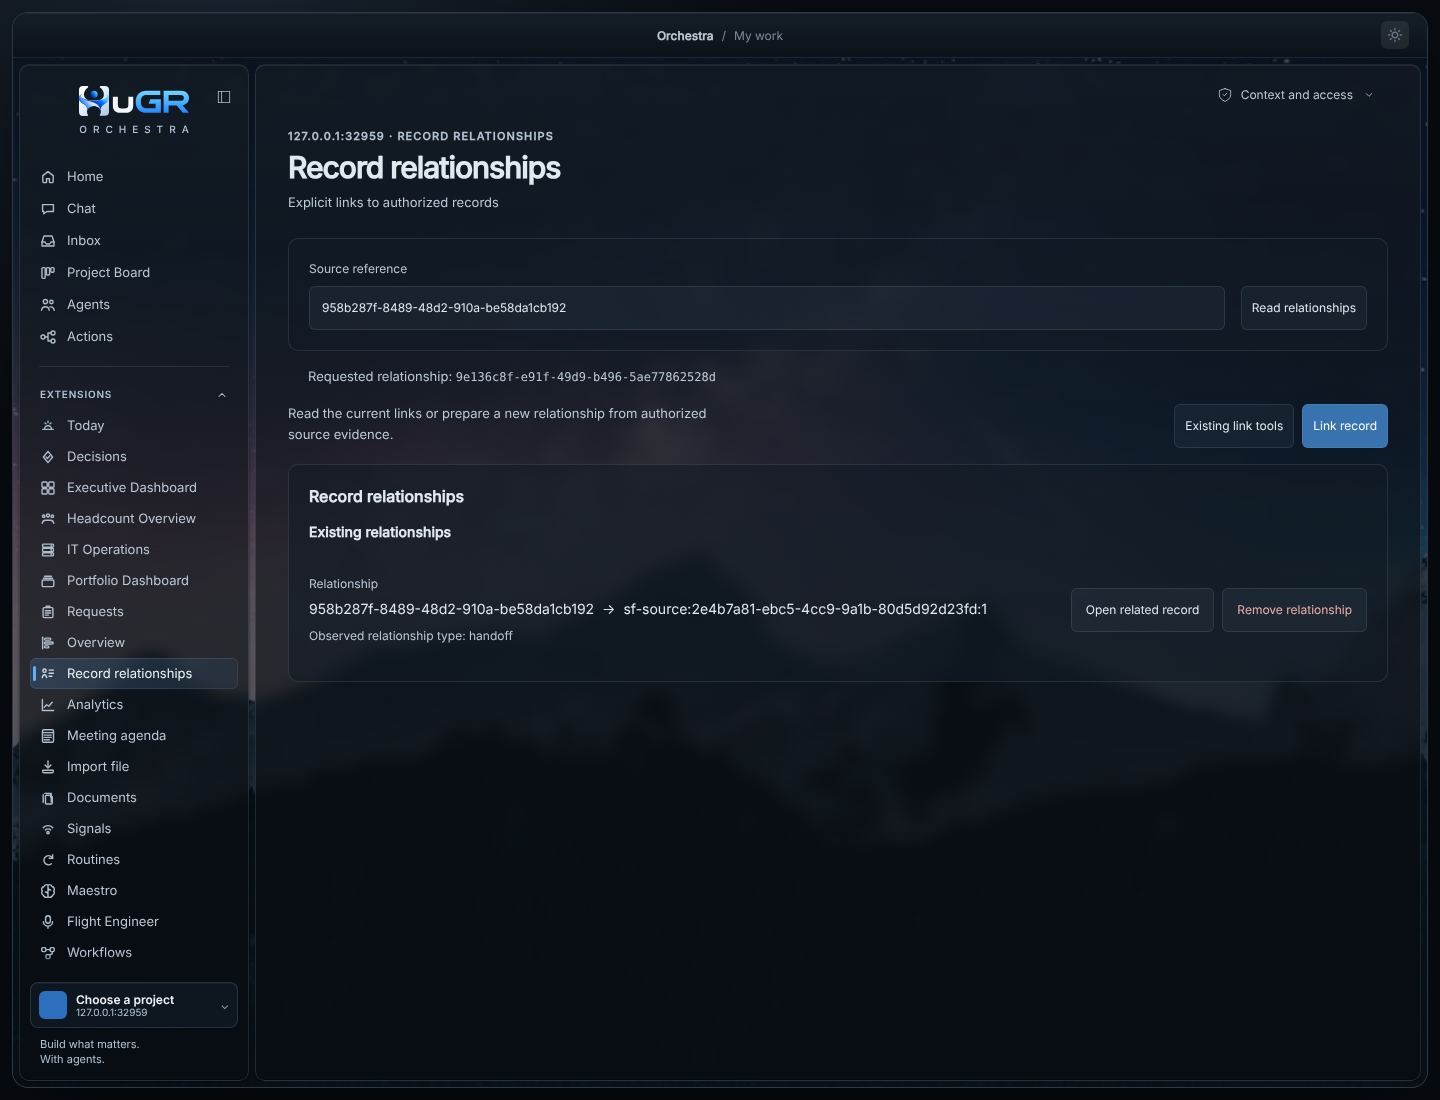 Orchestra / My work
HuGR
ORCHESTRA
Home
Chat
Inbox
Project Board
Agents
Actions
EXTENSIONS
Today
Decisions
Executive Dashboard
Headcount Overview
IT Operations
Portfolio Dashboard
Requests
Overview
Record relationships
Analytics
Meeting agenda
Import file
Documents
Signals
Routines
Maestro
Flight Engineer
Workflows
Choose a project
127.0.0.1:32959
Build what matters.
With agents.
Context and access
127.0.0.1:32959 · RECORD RELATIONSHIPS
Record relationships
Explicit links to authorized records
Source reference
958b287f-8489-48d2-910a-be58da1cb192
Read relationships
Requested relationship: 9e136c8f-e91f-49d9-b496-5ae77862528d
Read the current links or prepare a new relationship from authorized
source evidence.
Existing link tools
Link record
Record relationships
Existing relationships
Relationship
958b287f-8489-48d2-910a-be58da1cb192 → sf-source:2e4b7a81-ebc5-4cc9-9a1b-80d5d92d23fd:1
Observed relationship type: handoff
Open related record
Remove relationship